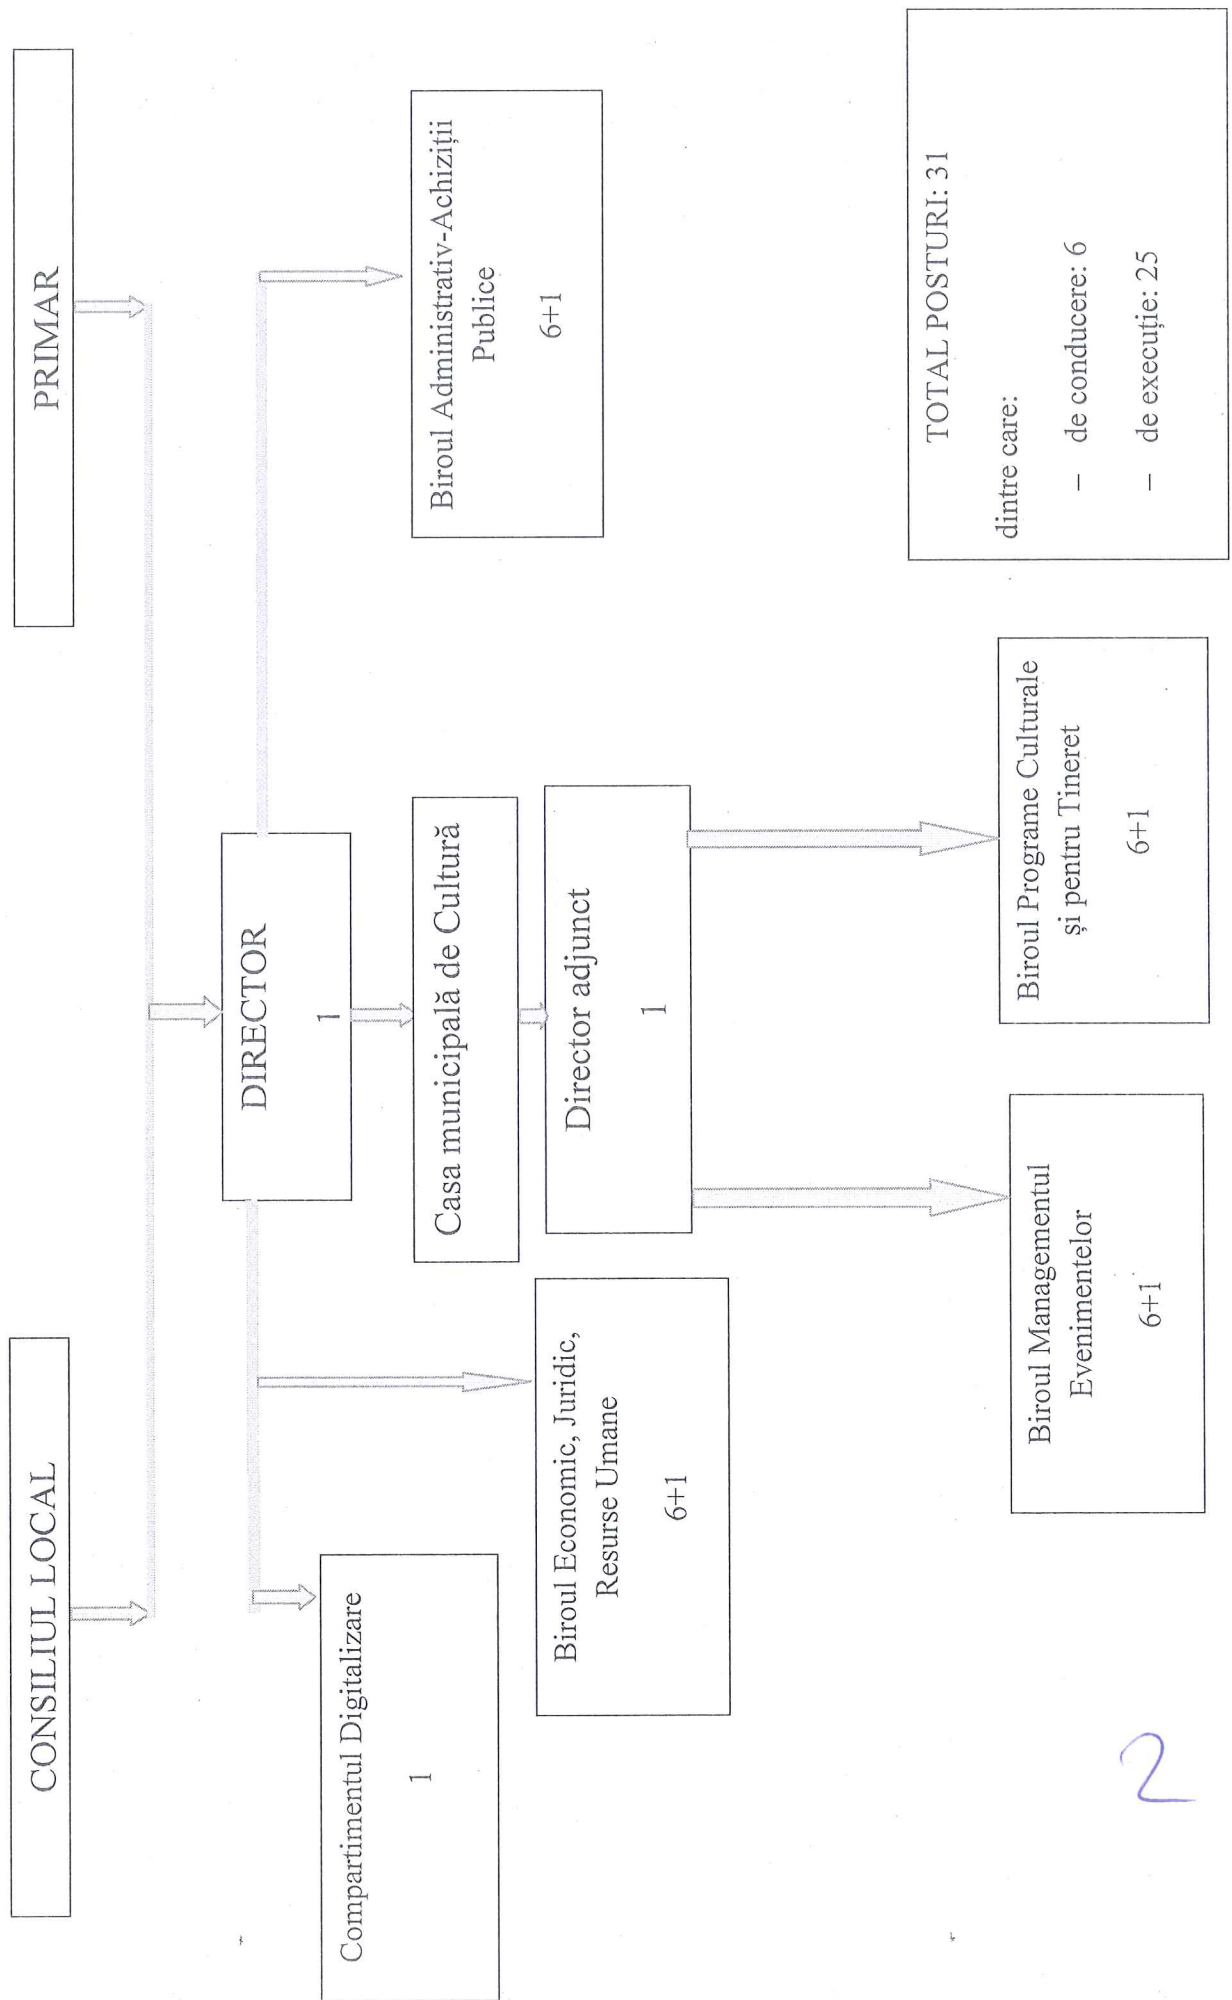 CONSILIUL LOCAL
PRIMAR
DIRECTOR
1
Compartimentul Digitalizare
1
Casa municipală de Cultură
Biroul Administrativ-Achiziții
Publice
6+1
Biroul Economic, Juridic,
Resurse Umane
6+1
Director adjunct
1
Biroul Managementul
Evenimentelor
6+1
Biroul Programe Culturale
și pentru Tineret
6+1
TOTAL POSTURI: 31
dintre care:
– de conducere: 6
– de execuție: 25
2